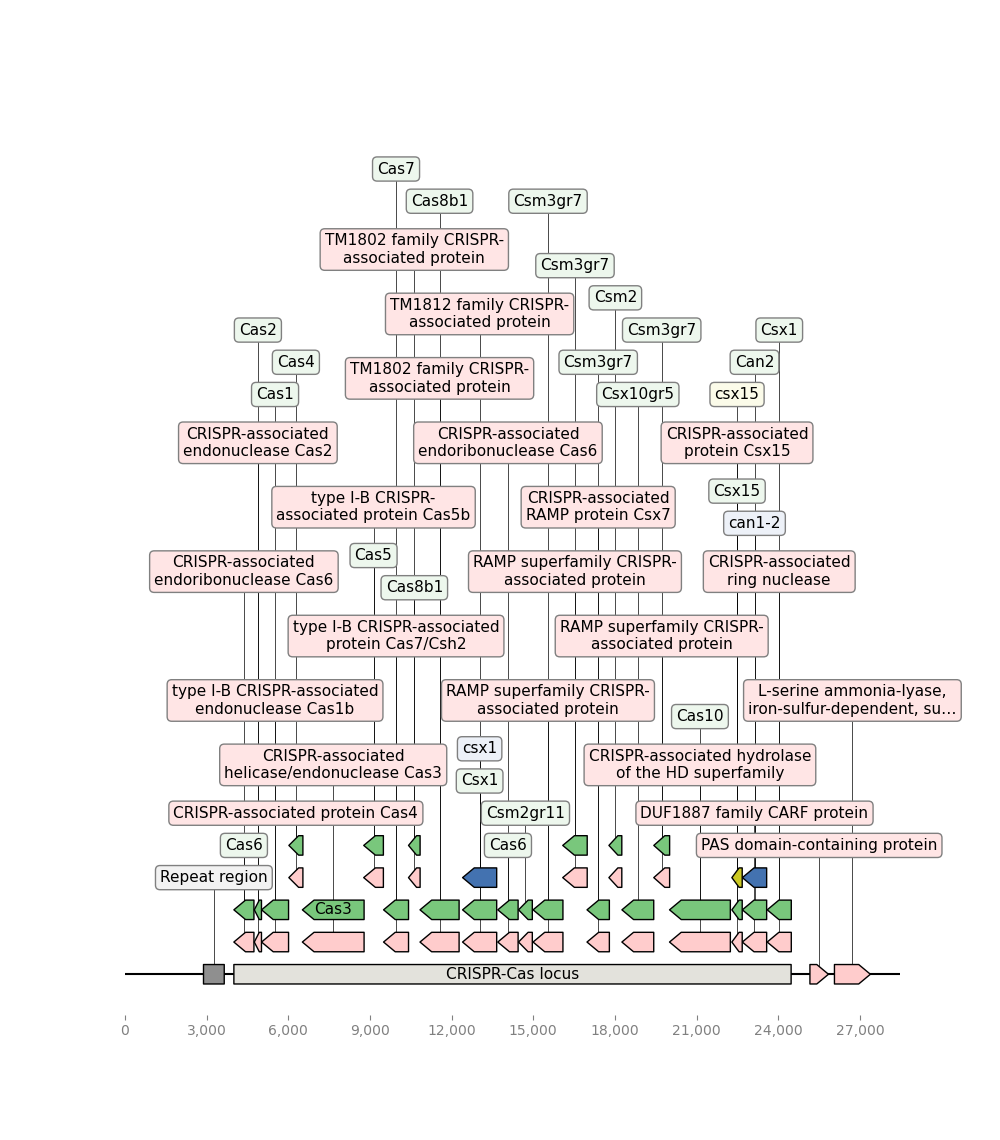 Cas7
Cas8b1
Csm3gr7
TM1802 family CRISPR-
associated protein
Csm3gr7
Csm2
TM1812 family CRISPR-
associated protein
Cas2
Csm3gr7
Csx1
Cas4
Csm3gr7
Can2
TM1802 family CRISPR-
associated protein
Cas1
Csx10gr5
csx15
CRISPR-associated
endonuclease Cas2
CRISPR-associated
endoribonuclease Cas6
CRISPR-associated
protein Csx15
Csx15
type I-B CRISPR-
associated protein Cas5b
CRISPR-associated
RAMP protein Csx7
can1-2
Cas5
CRISPR-associated
endoribonuclease Cas6
RAMP superfamily CRISPR-
associated protein
CRISPR-associated
ring nuclease
Cas8b1
type I-B CRISPR-associated
protein Cas7/Csh2
RAMP superfamily CRISPR-
associated protein
type I-B CRISPR-associated
endonuclease Cas1b
RAMP superfamily CRISPR-
associated protein
L-serine ammonia-lyase,
iron-sulfur-dependent, su...
Cas10
csx1
CRISPR-associated
helicase/endonuclease Cas3
CRISPR-associated hydrolase
of the HD superfamily
Csx1
CRISPR-associated protein Cas4
Csm2gr11
DUF1887 family CARF protein
Cas6
Cas6
PAS domain-containing protein
Repeat region
Cas3
CRISPR-Cas locus
0
3,000
6,000
9,000
12,000
15,000
18,000
21,000
24,000
27,000